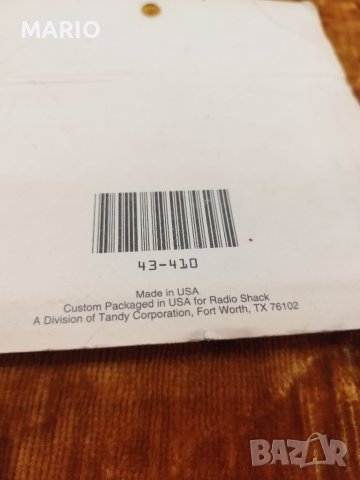 MARIO
43-410
Made in USA
Custom Packaged in USA for Radio Shack
A Division of Tandy Corporation, Fort Worth, TX 76102
BAZAR